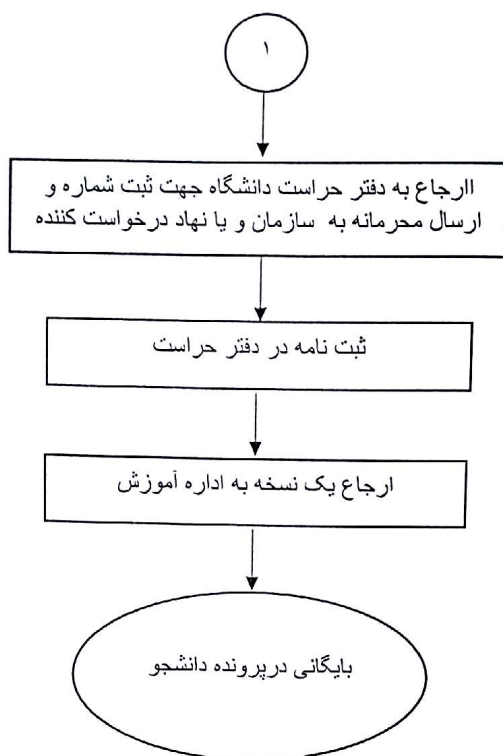 ۱
اارجاع به دفتر حراست دانشگاه جهت ثبت شماره و
ارسال محرمانه به سازمان و یا نهاد درخواست کننده
ثبت نامه در دفتر حراست
ارجاع یک نسخه به اداره آموزش
بایگانی درپرونده دانشجو